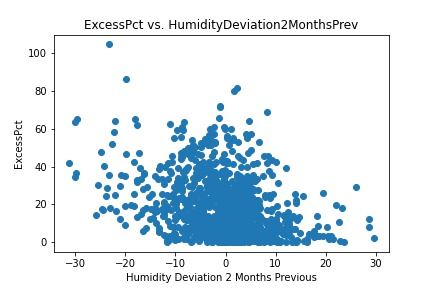 ExcessPct vs. HumidityDeviation2MonthsPrev
100
80
60
40
20
0
ExcessPct
−30 −20 −10 0 10 20 30
Humidity Deviation 2 Months Previous